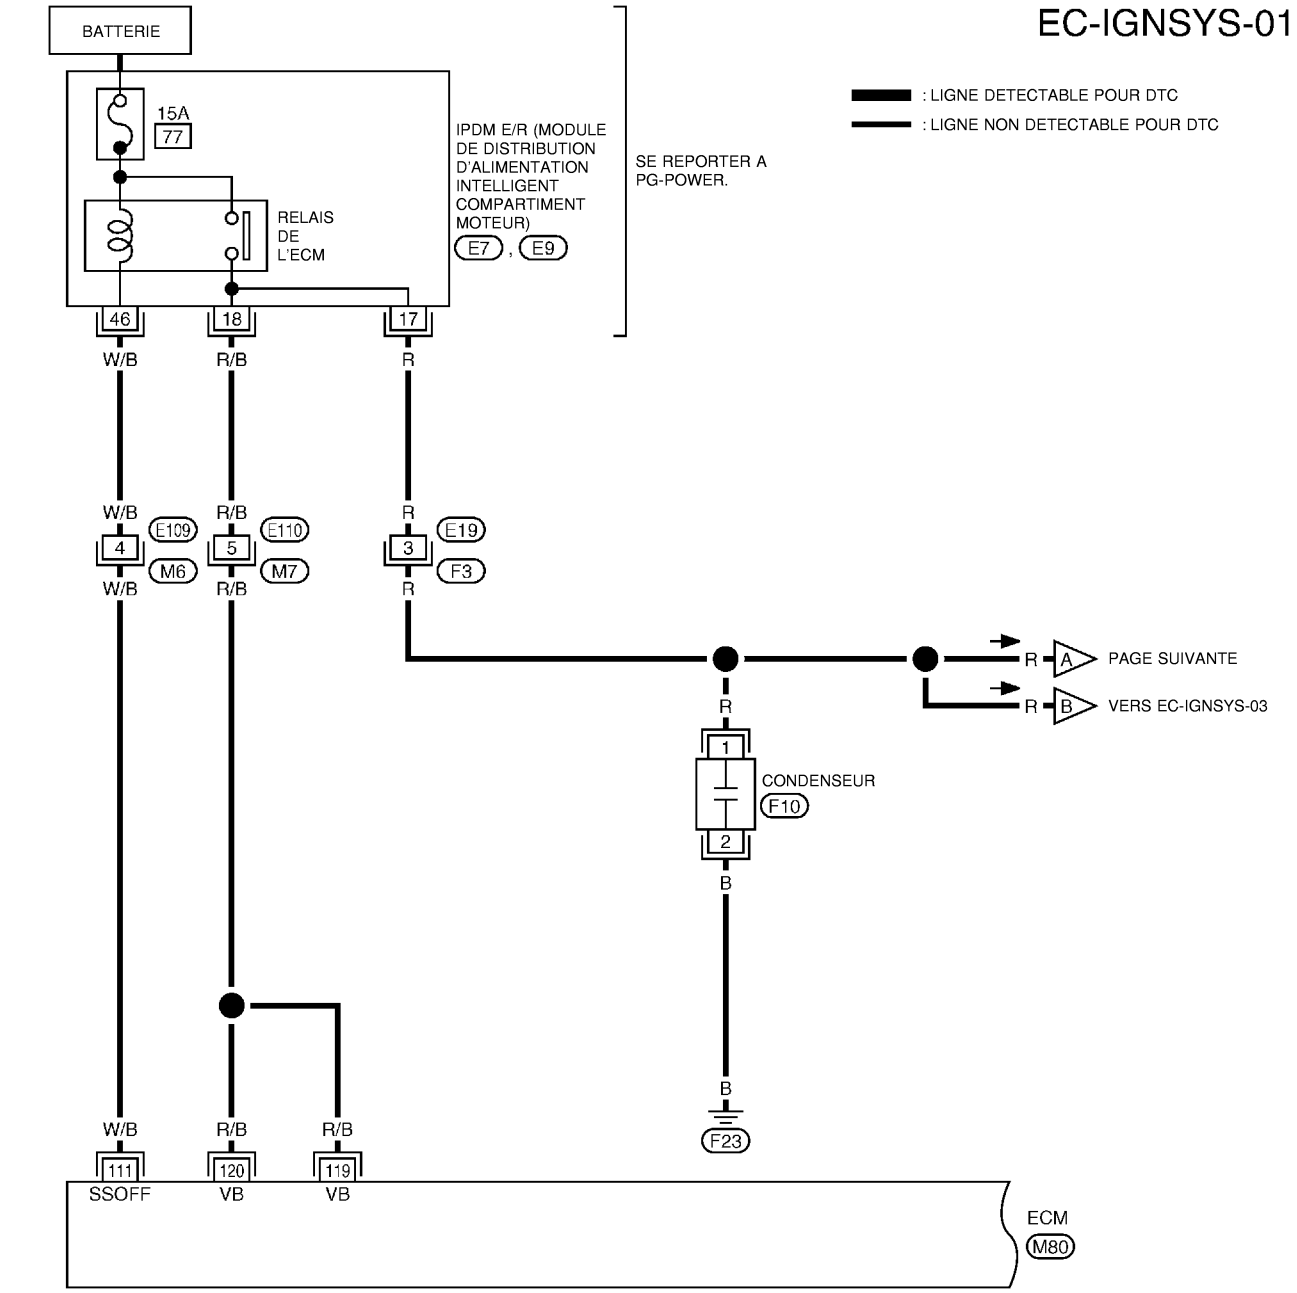 EC-IGNSYS-01
BATTERIE
: LIGNE DETECTABLE POUR DTC
: LIGNE NON DETECTABLE POUR DTC
15A
77
IPDM E/R (MODULE
DE DISTRIBUTION
D'ALIMENTATION
INTELLIGENT
COMPARTIMENT
MOTEUR)
E7 , E9
SE REPORTER A
PG-POWER.
RELAIS
DE
L'ECM
46 18 17
W/B R/B R
W/B R/B R
E109 E110 E19
4 5 3
M6 M7 F3
W/B R/B R
R A PAGE SUIVANTE
R B VERS EC-IGNSYS-03
R
1
CONDENSEUR
F10
2
B
B
F23
W/B R/B R/B
111 120 119
SSOFF VB VB
ECM
M80